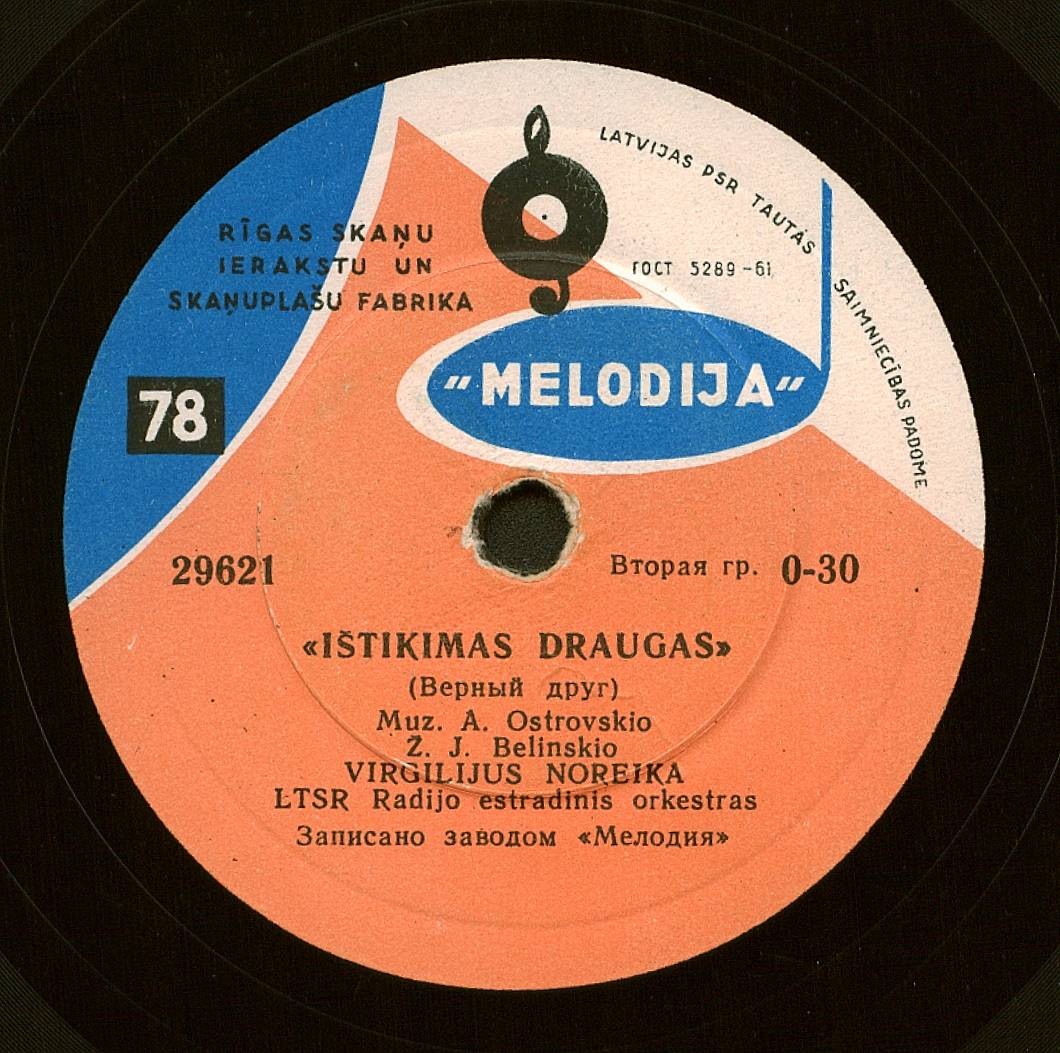 RĪGAS SKAŅU
IERAKSTU UN
SKAŅUPLAŠU FABRIKA
LATVIJAS PSR TAUTAS SAIMNIECĪBAS PADOME
ГОСТ 5289-61
"MELODIJA"
78
29621
Вторая гр. 0-30
«IŠTIĶIMAS DRAUGAS»
(Верный друг)
Muz. A. Ostrovskio
Ž. J. Belinskio
VIRGILIJUS NOREIKA
LTSR Radijo estradinis orkestras
Записано заводом «Мелодия»